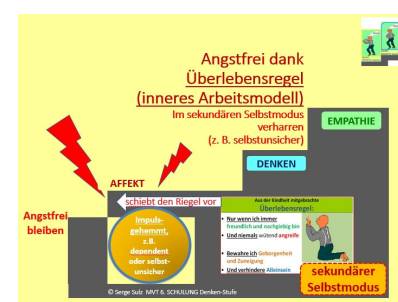 Angstfrei dank
Überlebensregel
(inneres Arbeitsmodell)
Im sekundären Selbstmodus
verharren
(z. B. selbstunsicher)
EMPATHIE
DENKEN
AFFEKT
schiebt den Riegel vor
Angstfrei
bleiben
Impuls-
gehemmt,
z.B.
dependent
oder selbst-
unsicher
Aus der Kindheit mitgebrachte
Überlebensregel:
• Nur wenn ich immer
freundlich und nachgiebig bin
• Und niemals wütend angreife
• Bewahre ich Geborgenheit
und Zuneigung
• Und verhindere Alleinsein
sekundärer
Selbstmodus
© Serge Sulz MVT 6. SCHULUNG Denken-Stufe